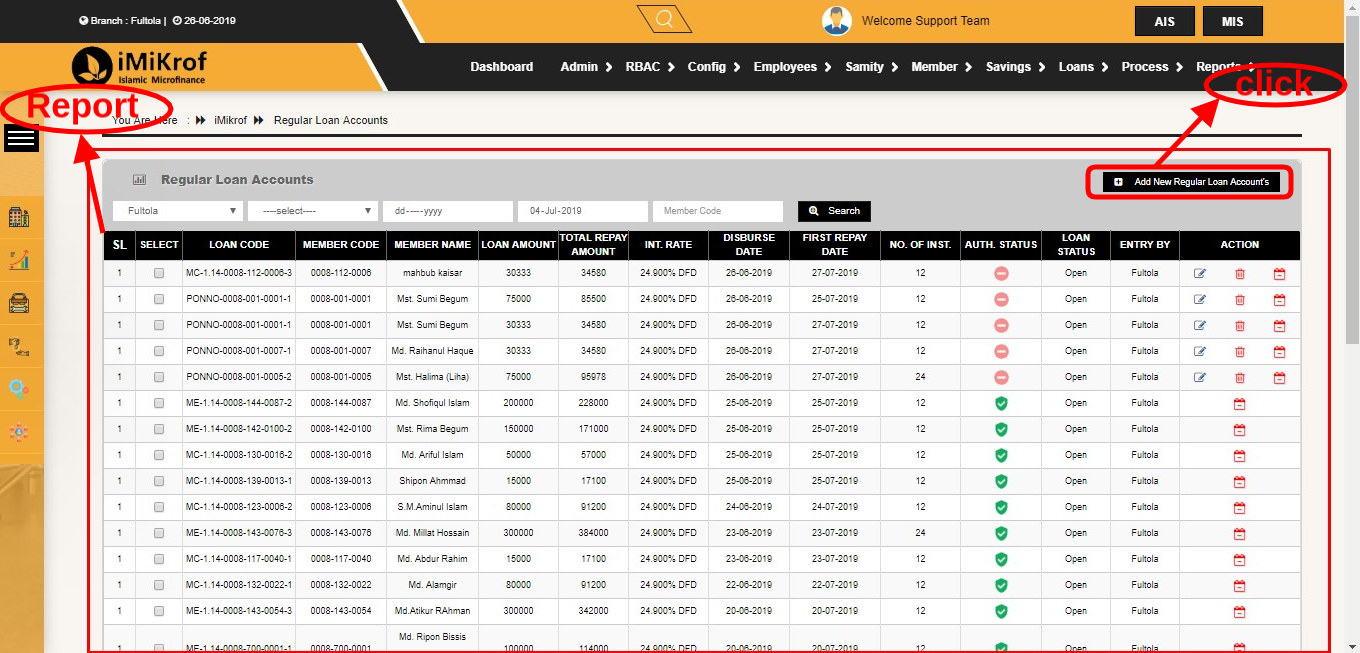 Branch : Fultola | 26-06-2019
Welcome Support Team
AIS
MIS
iMiKrof
Islamic Microfinance
Dashboard Admin RBAC Config Employees Samity Member Savings Loans Process Reports
click
Report
You Are Here : iMikrof Regular Loan Accounts
Regular Loan Accounts
Add New Regular Loan Account's
Fultola ----select---- dd-----yyyy 04-Jul-2019 Member Code Search
SL SELECT LOAN CODE MEMBER CODE MEMBER NAME LOAN AMOUNT TOTAL REPAY AMOUNT INT. RATE DISBURSE DATE FIRST REPAY DATE NO. OF INST. AUTH. STATUS LOAN STATUS ENTRY BY ACTION
1 MC-1.14-0008-112-0006-3 0008-112-0006 mahbub kaisar 30333 34580 24.900% DFD 26-06-2019 27-07-2019 12 Open Fultola
1 PONNO-0008-001-0001-1 0008-001-0001 Mst. Sumi Begum 75000 85500 24.900% DFD 26-06-2019 25-07-2019 12 Open Fultola
1 PONNO-0008-001-0001-1 0008-001-0001 Mst. Sumi Begum 30333 34580 24.900% DFD 26-06-2019 27-07-2019 12 Open Fultola
1 PONNO-0008-001-0007-1 0008-001-0007 Md. Raihanul Haque 30333 34580 24.900% DFD 26-06-2019 27-07-2019 12 Open Fultola
1 PONNO-0008-001-0005-2 0008-001-0005 Mst. Halima (Liha) 75000 95978 24.900% DFD 26-06-2019 27-07-2019 24 Open Fultola
1 ME-1.14-0008-144-0087-2 0008-144-0087 Md. Shofiqul Islam 200000 228000 24.900% DFD 25-06-2019 25-07-2019 12 Open Fultola
1 ME-1.14-0008-142-0100-2 0008-142-0100 Mst. Rima Begum 150000 171000 24.900% DFD 25-06-2019 25-07-2019 12 Open Fultola
1 MC-1.14-0008-130-0016-2 0008-130-0016 Md. Ariful Islam 50000 57000 24.900% DFD 25-06-2019 25-07-2019 12 Open Fultola
1 MC-1.14-0008-139-0013-1 0008-139-0013 Shipon Ahmmad 15000 17100 24.900% DFD 25-06-2019 25-07-2019 12 Open Fultola
1 MC-1.14-0008-123-0006-2 0008-123-0006 S.M.Aminul Islam 80000 91200 24.900% DFD 24-06-2019 24-07-2019 12 Open Fultola
1 ME-1.14-0008-143-0076-3 0008-143-0076 Md. Millat Hossain 300000 384000 24.900% DFD 23-06-2019 23-07-2019 24 Open Fultola
1 MC-1.14-0008-117-0040-1 0008-117-0040 Md. Abdur Rahim 15000 17100 24.900% DFD 23-06-2019 23-07-2019 12 Open Fultola
1 MC-1.14-0008-132-0022-1 0008-132-0022 Md. Alamgir 80000 91200 24.900% DFD 22-06-2019 22-07-2019 12 Open Fultola
1 ME-1.14-0008-143-0054-3 0008-143-0054 Md.Atikur RAhman 300000 342000 24.900% DFD 20-06-2019 20-07-2019 12 Open Fultola
Md. Ripon Bissis
1 ME-1.14-0008-700-0001-1 0008-700-0001 100000 114000 24.900% DFD 20-06-2019 20-07-2019 12 Open Fultola